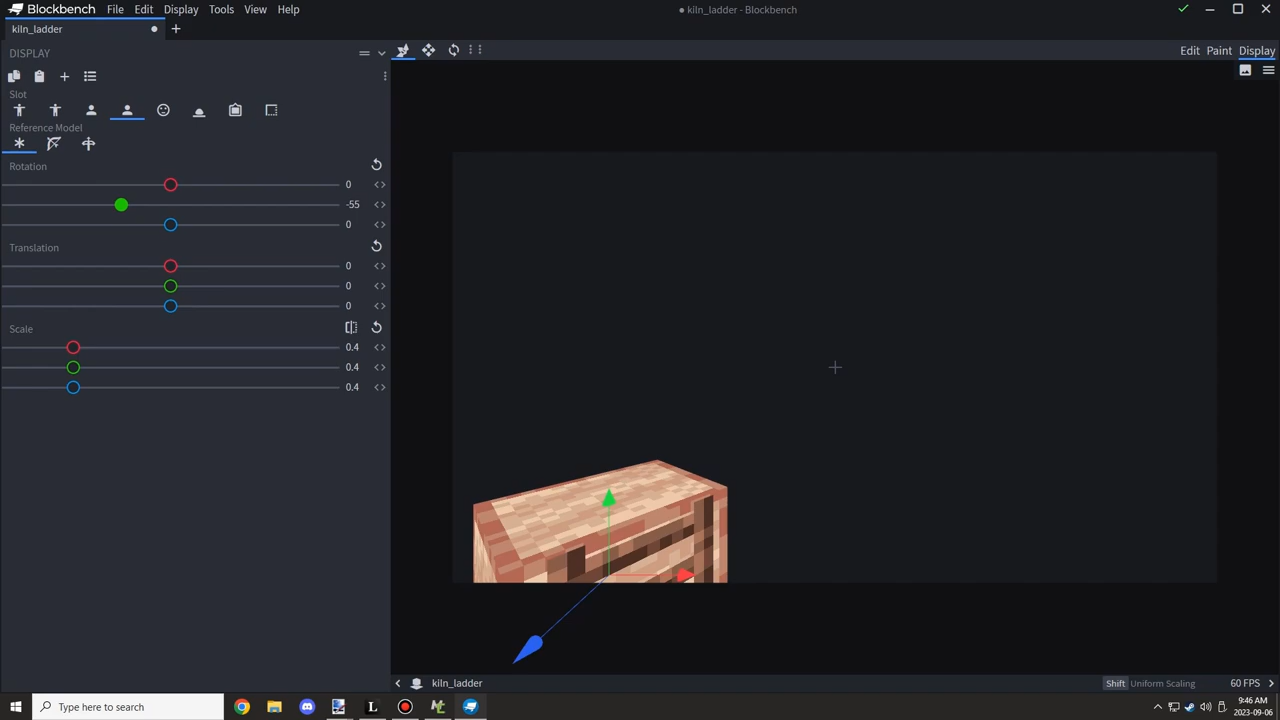 Blockbench File Edit Display Tools View Help
kiln_ladder - Blockbench
kiln_ladder
DISPLAY
Edit Paint Display
Slot
Reference Model
Rotation
0
-55
0
Translation
0
0
0
Scale
0.4
0.4
0.4
kiln_ladder
Shift Uniform Scaling 60 FPS
Type here to search
L
9:46 AM
2023-09-06